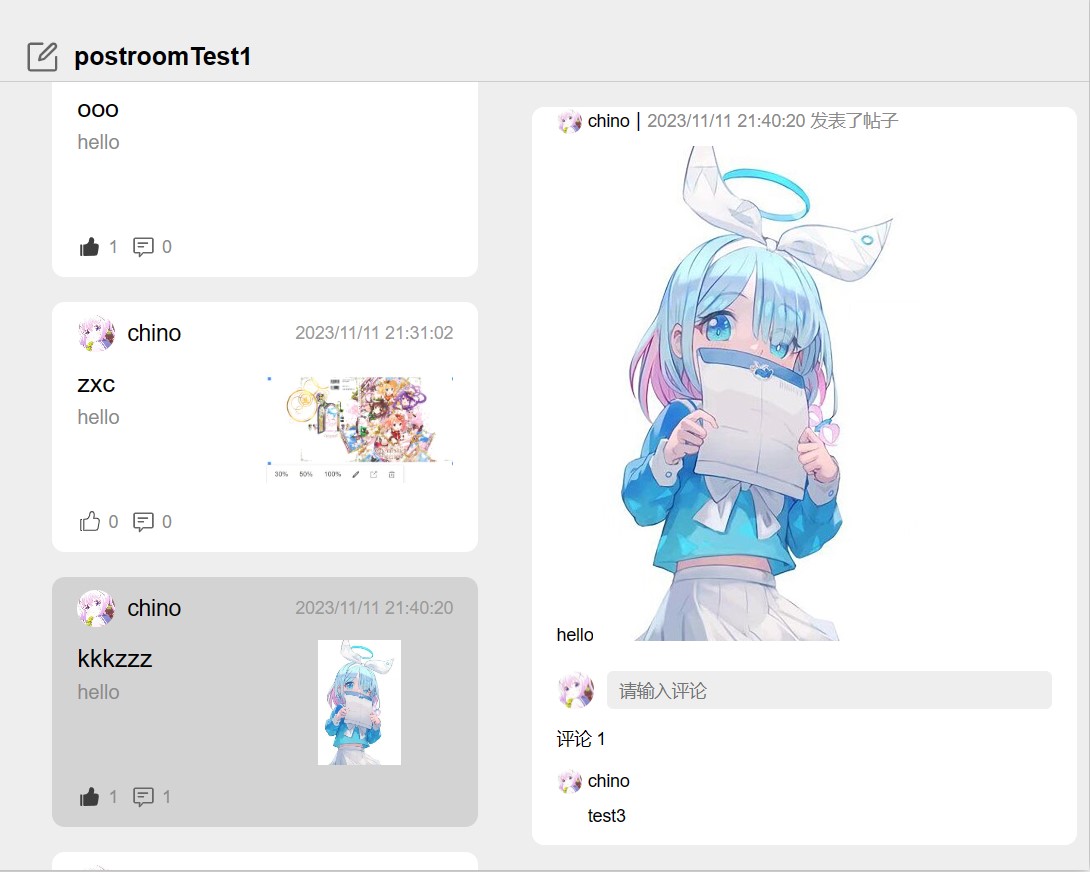 postroomTest1
ooo
hello
1 0
chino 2023/11/11 21:31:02
zxc
hello
30% 50% 100%
0 0
chino 2023/11/11 21:40:20
kkkzzz
hello
1 1
chino | 2023/11/11 21:40:20 发表了帖子
hello
请输入评论
评论 1
chino
test3